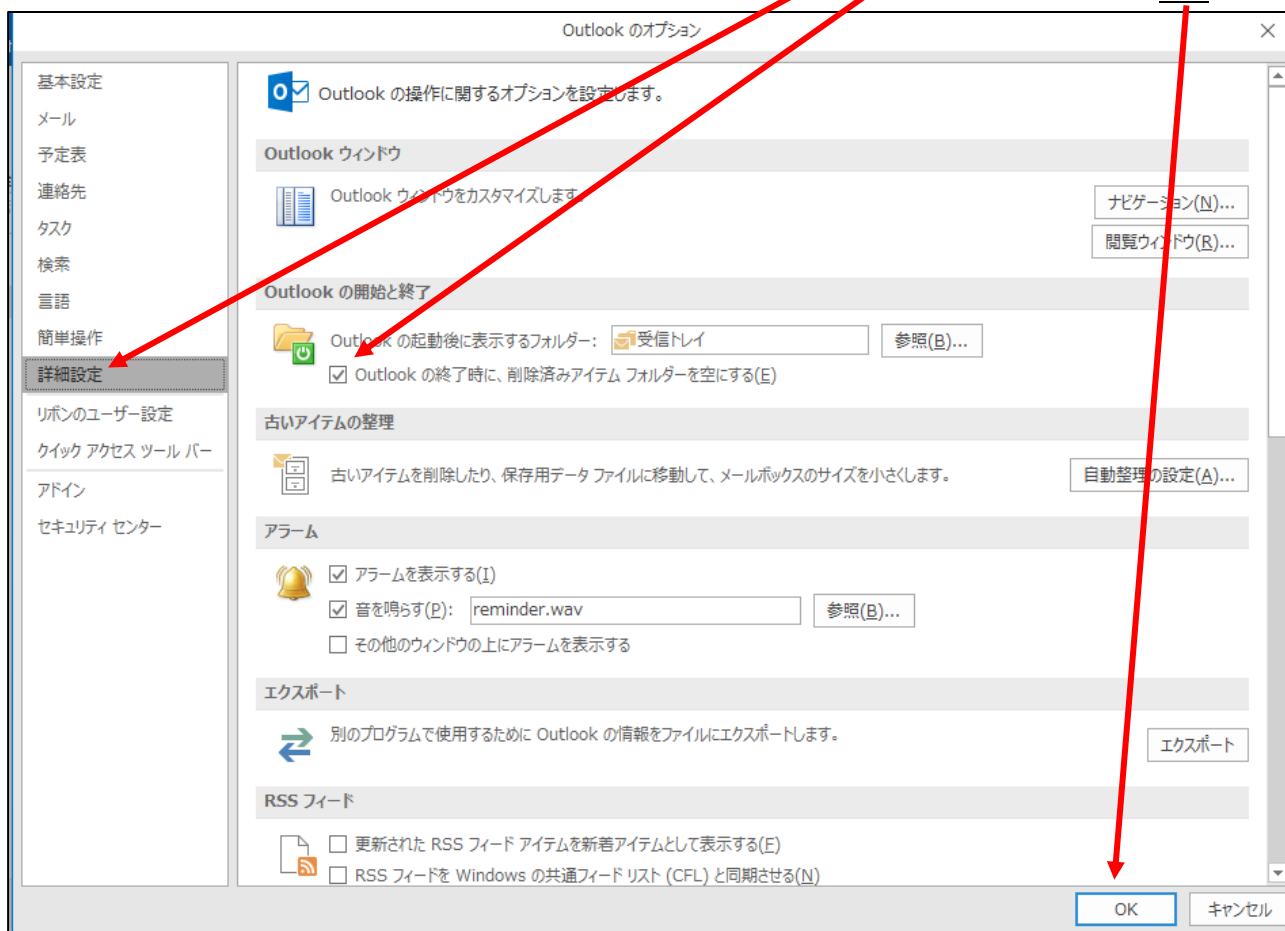 Outlook のオプション
基本設定
メール
予定表
連絡先
タスク
検索
言語
簡単操作
詳細設定
リボンのユーザー設定
クイック アクセス ツール バー
アドイン
セキュリティ センター
Outlook の操作に関するオプションを設定します。
Outlook ウィンドウ
Outlook ウィンドウをカスタマイズします。
ナビゲーション(N)...
閲覧ウィンドウ(R)...
Outlook の開始と終了
Outlook の起動後に表示するフォルダー: 受信トレイ 参照(B)...
Outlook の終了時に、削除済みアイテム フォルダーを空にする(E)
古いアイテムの整理
古いアイテムを削除したり、保存用データ ファイルに移動して、メールボックスのサイズを小さくします。 自動整理の設定(A)...
アラーム
アラームを表示する(I)
音を鳴らす(P): reminder.wav 参照(B)...
その他のウィンドウの上にアラームを表示する
エクスポート
別のプログラムで使用するために Outlook の情報をファイルにエクスポートします。 エクスポート
RSS フィード
更新された RSS フィード アイテムを新着アイテムとして表示する(F)
RSS フィードを Windows の共通フィード リスト (CFL) と同期させる(N)
OK キャンセル